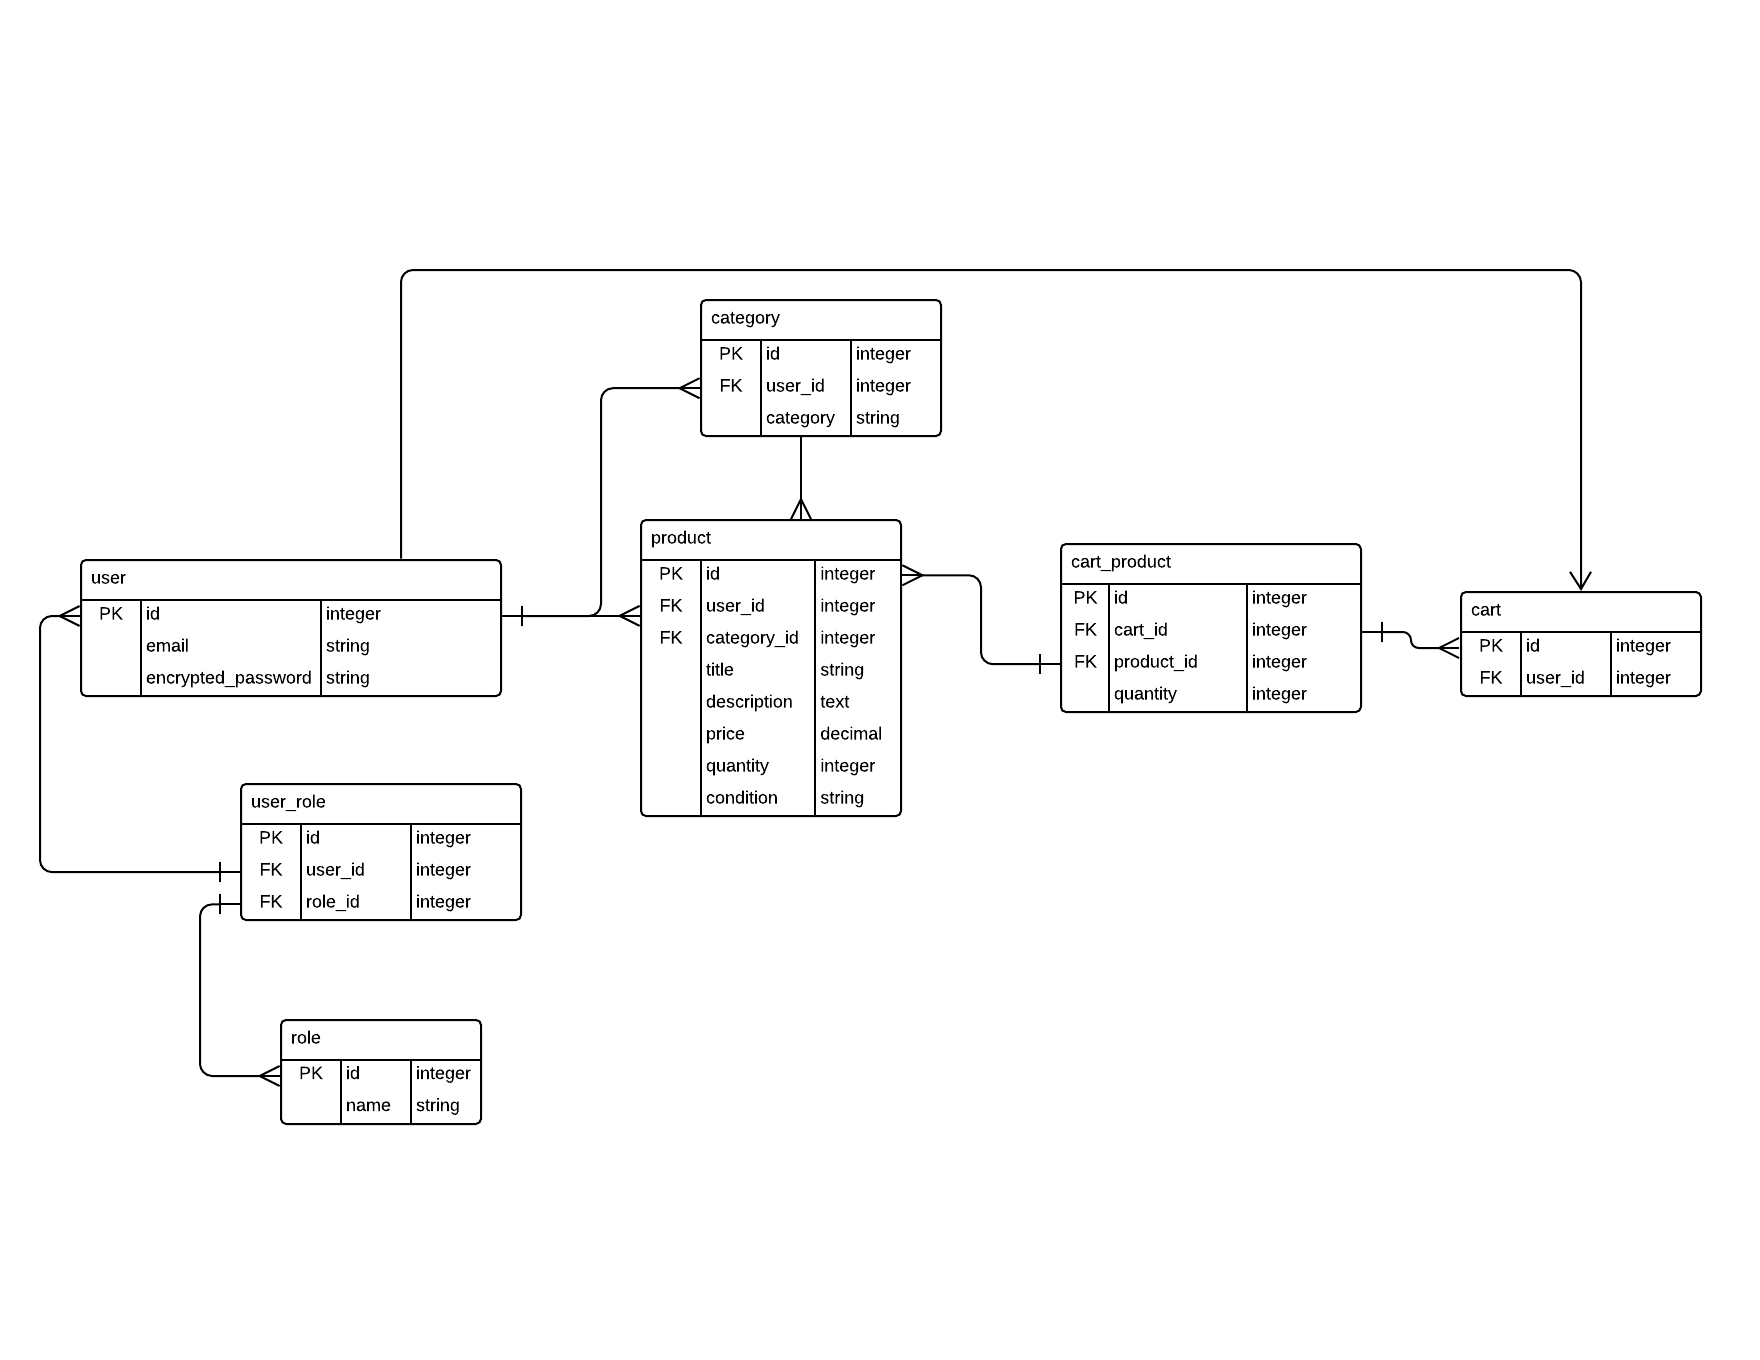 category
PK id integer
FK user_id integer
category string
user
PK id integer
email string
encrypted_password string
product
PK id integer
FK user_id integer
FK category_id integer
title string
description text
price decimal
quantity integer
condition string
cart_product
PK id integer
FK cart_id integer
FK product_id integer
quantity integer
cart
PK id integer
FK user_id integer
user_role
PK id integer
FK user_id integer
FK role_id integer
role
PK id integer
name string